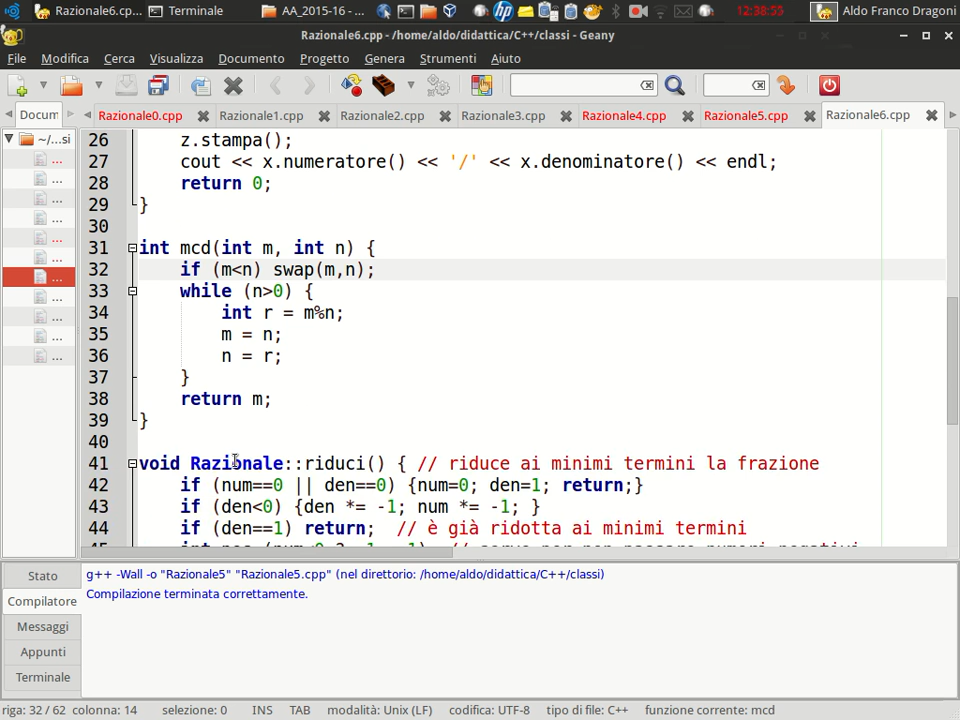 Razionale6.cp... Terminale AA_2015-16 - ... hp 12:38:55 Aldo Franco Dragoni
Razionale6.cpp - /home/aldo/didattica/C++/classi - Geany
File Modifica Cerca Visualizza Documento Progetto Genera Strumenti Aiuto
Docum Razionale0.cpp Razionale1.cpp Razionale2.cpp Razionale3.cpp Razionale4.cpp Razionale5.cpp Razionale6.cpp
~/...si
...
...
...
...
...
...
...
...
...
...
26 z.stampa();
27 cout << x.numeratore() << '/' << x.denominatore() << endl;
28 return 0;
29 }
30
31 int mcd(int m, int n) {
32 if (m<n) swap(m,n);
33 while (n>0) {
34 int r = m%n;
35 m = n;
36 n = r;
37 }
38 return m;
39 }
40
41 void Razionale::riduci() { // riduce ai minimi termini la frazione
42 if (num==0 || den==0) {num=0; den=1; return;}
43 if (den<0) {den *= -1; num *= -1; }
44 if (den==1) return; // è già ridotta ai minimi termini
Stato
Compilatore
Messaggi
Appunti
Terminale
g++ -Wall -o "Razionale5" "Razionale5.cpp" (nel direttorio: /home/aldo/didattica/C++/classi)
Compilazione terminata correttamente.
riga: 32 / 62 colonna: 14 selezione: 0 INS TAB modalità: Unix (LF) codifica: UTF-8 tipo di file: C++ funzione corrente: mcd